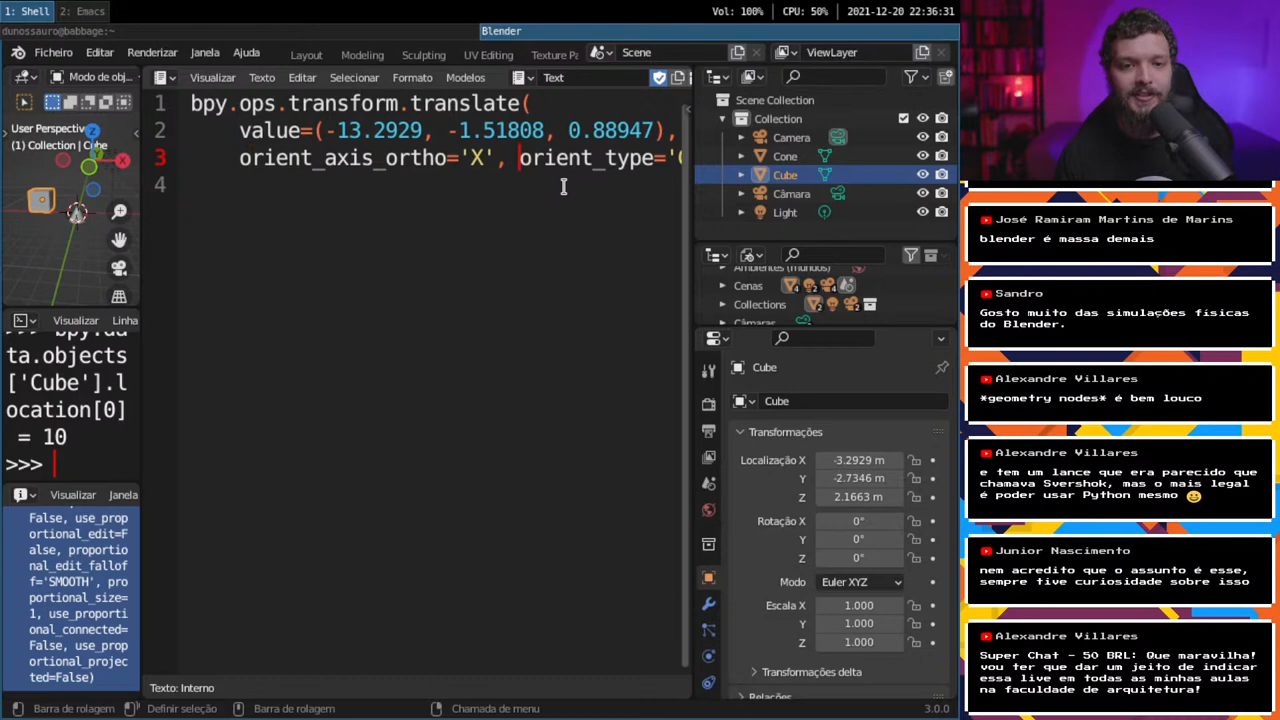 1: Shell
2: Emacs
Vol: 100% | CPU: 50% | 2021-12-20 22:36:31
dunossauro@babbage:~
Blender
Ficheiro Editar Renderizar Janela Ajuda
Layout Modeling Sculpting UV Editing Texture Pa
Scene
ViewLayer
Modo de obj...
User Perspective
(1) Collection | Cube
Z
Visualizar Linha
ta.objects
['Cube'].l
ocation[0]
= 10
>>>
Visualizar Janela
False, use_prop
ortional_edit=F
alse, proportio
nal_edit_fallof
f='SMOOTH', pro
portional_size=
1, use_proporti
onal_connected=
False, use_prop
ortional_projec
ted=False)
Visualizar Texto Editar Selecionar Formato Modelos
Text
1 bpy.ops.transform.translate(
2 value=(-13.2929, -1.51808, 0.88947),
3 orient_axis_ortho='X', orient_type='
4
Texto: Interno
Scene Collection
Collection
Camera
Cone
Cube
Câmara
Light
Ambientes (mundos)
Cenas
Collections
Câmaras
Cube
Cube
Transformações
Localização X -3.2929 m
Y -2.7346 m
Z 2.1663 m
Rotação X 0°
Y 0°
Z 0°
Modo Euler XYZ
Escala X 1.000
Y 1.000
Z 1.000
Transformações delta
Relações
Barra de rolagem Definir seleção Barra de rolagem Chamada de menu 3.0.0
José Ramiram Martins de Marins
blender é massa demais
Sandro
Gosto muito das simulações fisicas
do Blender.
Alexandre Villares
*geometry nodes* é bem louco
Alexandre Villares
e tem um lance que era parecido que
chamava Svershok, mas o mais legal
é poder usar Python mesmo 😀
Junior Nascimento
nem acredito que o assunto é esse,
sempre tive curiosidade sobre isso
Alexandre Villares
Super Chat - 50 BRL: Que maravilha!
vou ter que dar um jeito de indicar
essa live em todas as minhas aulas
na faculdade de arquitetura!